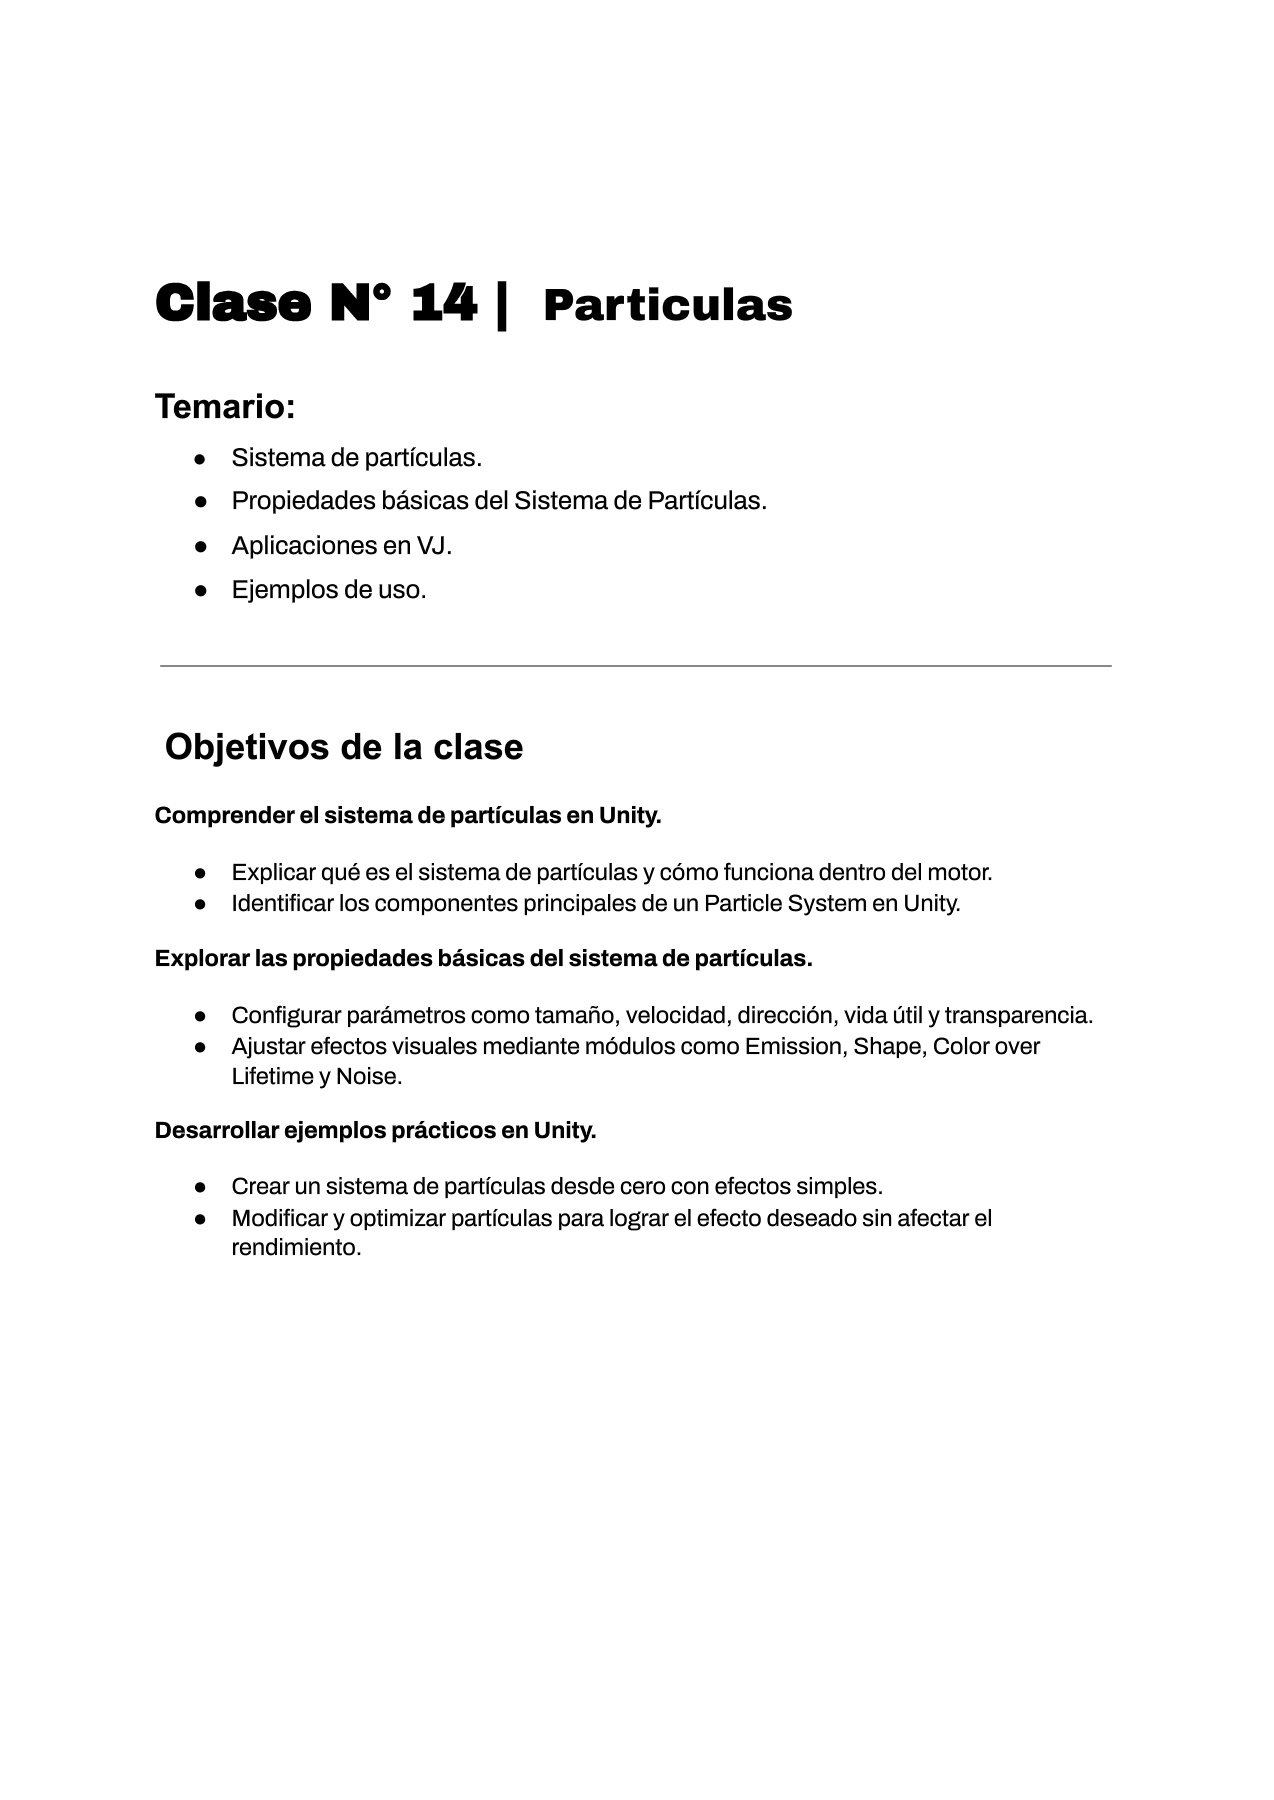 Clase N° 14 | Particulas
Temario:
● Sistema de partículas.
● Propiedades básicas del Sistema de Partículas.
● Aplicaciones en VJ.
● Ejemplos de uso.
Objetivos de la clase
Comprender el sistema de partículas en Unity.
● Explicar qué es el sistema de partículas y cómo funciona dentro del motor.
● Identificar los componentes principales de un Particle System en Unity.
Explorar las propiedades básicas del sistema de partículas.
● Configurar parámetros como tamaño, velocidad, dirección, vida útil y transparencia.
● Ajustar efectos visuales mediante módulos como Emission, Shape, Color over
Lifetime y Noise.
Desarrollar ejemplos prácticos en Unity.
● Crear un sistema de partículas desde cero con efectos simples.
● Modificar y optimizar partículas para lograr el efecto deseado sin afectar el
rendimiento.